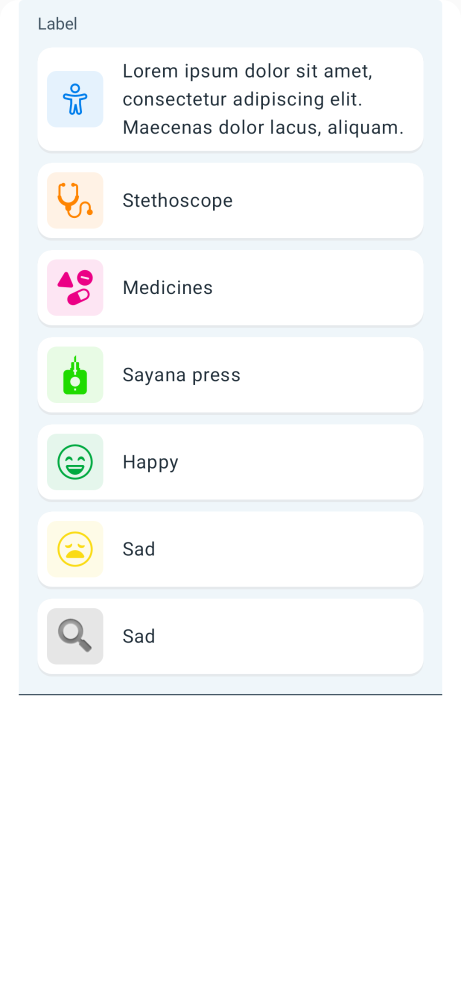 Label
Lorem ipsum dolor sit amet,
consectetur adipiscing elit.
Maecenas dolor lacus, aliquam.
Stethoscope
Medicines
Sayana press
Happy
Sad
Sad